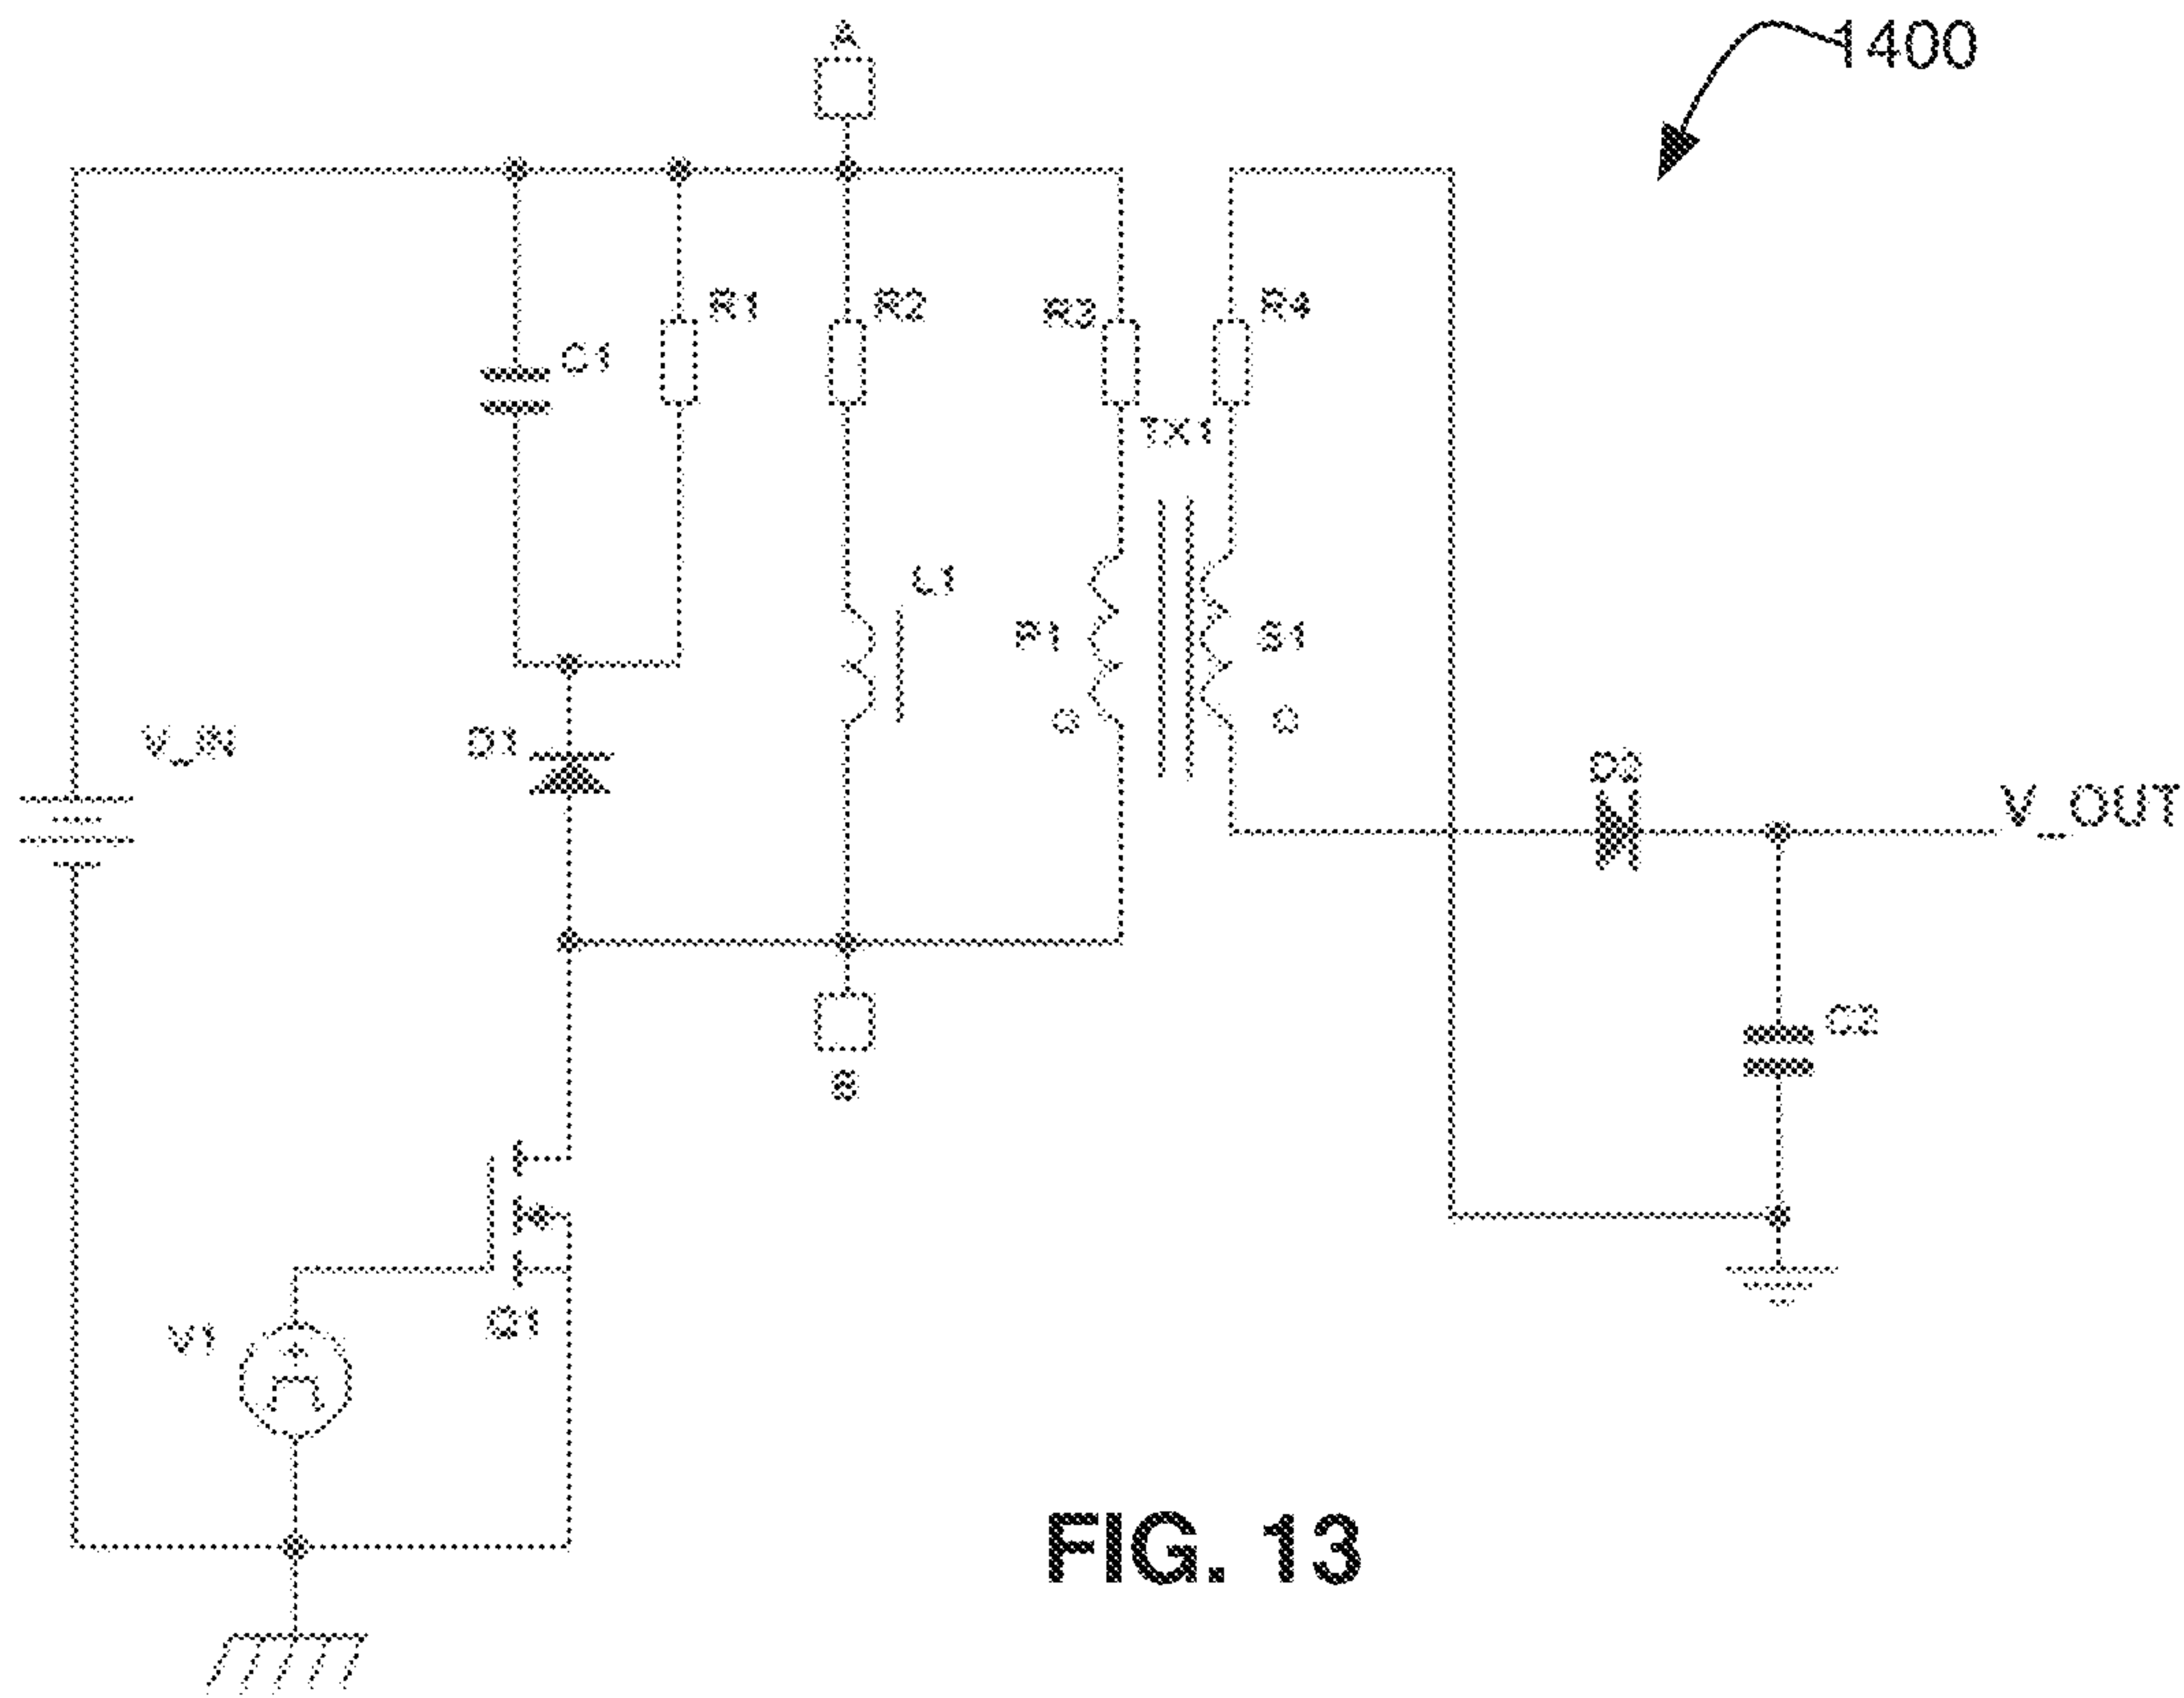 A
1400
R1
R2
R3
R4
C1
TX1
L1
P1
S1
V_IN
D1
D2
V_OUT
C2
B
Q1
V1
FIG. 13